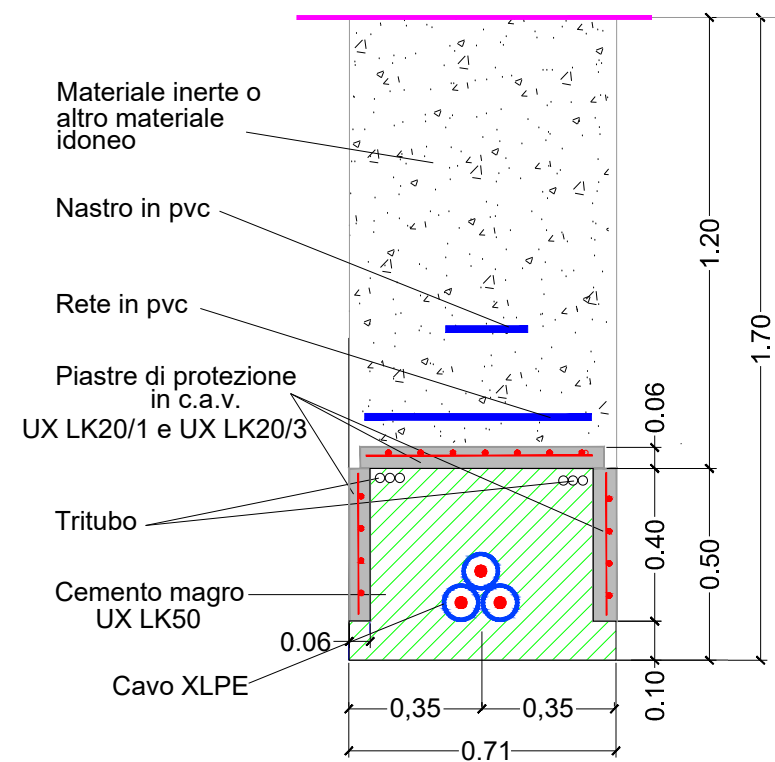 Materiale inerte o
altro materiale
idoneo
Nastro in pvc
Rete in pvc
Piastre di protezione
in c.a.v.
UX LK20/1 e UX LK20/3
Tritubo
Cemento magro
UX LK50
Cavo XLPE
1.20
1.70
0.06
0.40
0.50
0.10
0.06
0,35
0,35
0.71